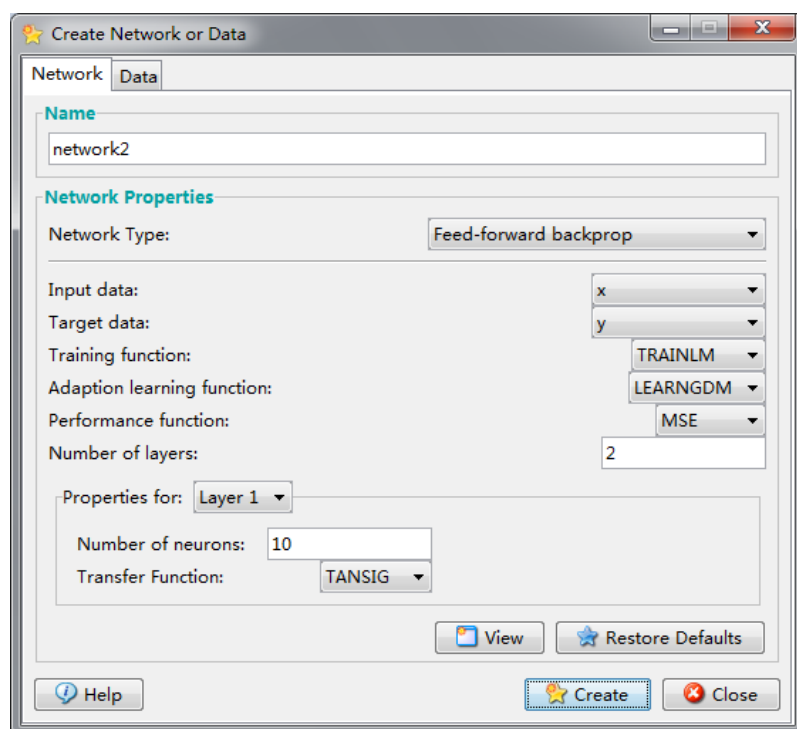 Create Network or Data
Network Data
Name
network2
Network Properties
Network Type: Feed-forward backprop
Input data: x
Target data: y
Training function: TRAINLM
Adaption learning function: LEARNGDM
Performance function: MSE
Number of layers: 2
Properties for: Layer 1
Number of neurons: 10
Transfer Function: TANSIG
View Restore Defaults
Help Create Close